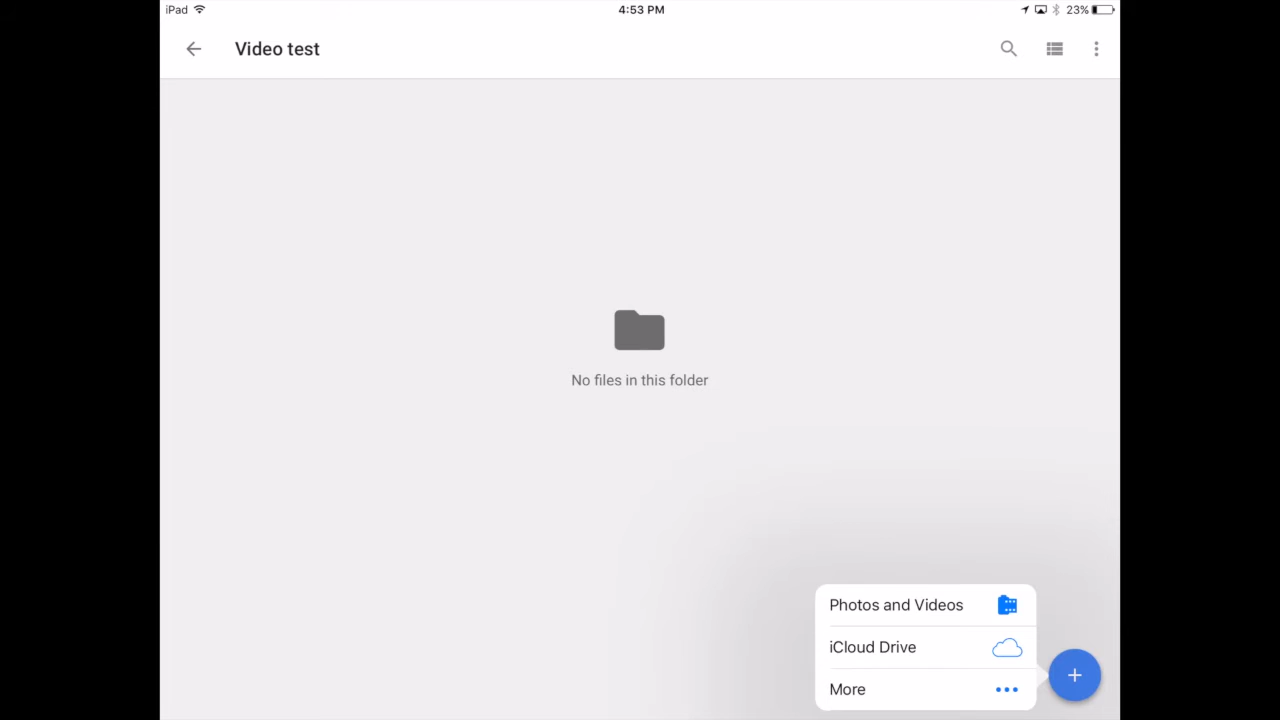 iPad 4:53 PM 23%
Video test
No files in this folder
Photos and Videos
iCloud Drive
More